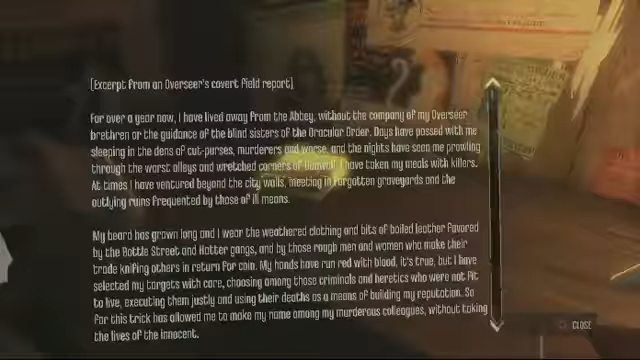 [Excerpt from an Overseer's covert field report]
For over a year now, I have lived away from the Abbey, without the company of my Overseer
brethren or the guidance of the blind sisters of the Oracular Order. Days have passed with me
sleeping in the dens of cut-purses, murderers and worse, and the nights have seen me prowling
through the worst alleys and wretched corners of Dunwall. I have taken my meals with killers.
At times I have ventured beyond the city walls, meeting in forgotten graveyards and the
outlying ruins frequented by those of ill means.
My beard has grown long and I wear the weathered clothing and bits of boiled leather favored
by the Bottle Street and Hatter gangs, and by those rough men and women who make their
trade knifing others in return for coin. My hands have run red with blood, it's true, but I have
selected my targets with care, choosing among those criminals and heretics who were not fit
to live, executing them justly and using their deaths as a means of building my reputation. So
far this trick has allowed me to make my name among my murderous colleagues, without taking
the lives of the innocent.
CLOSE